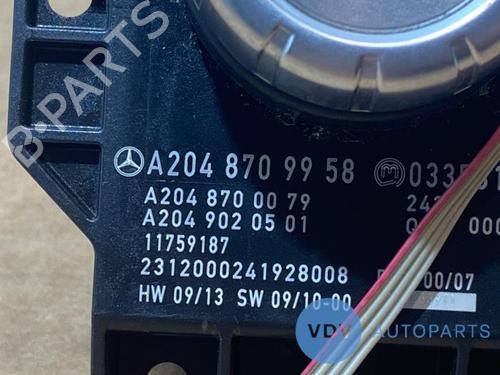 A204 870 99 58
A204 870 00 79
A204 902 05 01
11759187
2312000241928008
00/07
HW 09/13 SW 09/10-00
B-Parts
VDV AUTOPARTS